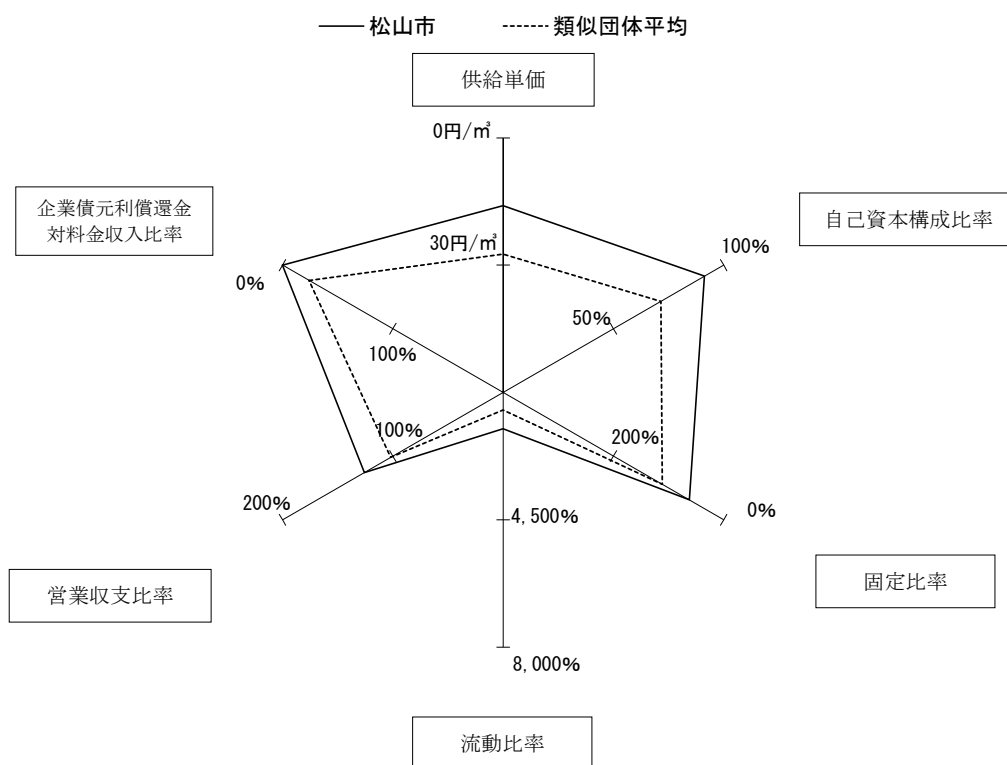 松山市 類似団体平均
供給単価
0円/㎥
企業債元利償還金
対料金収入比率
自己資本構成比率
30円/㎥
100%
0%
50%
100%
100%
200%
200%
0%
4,500%
営業収支比率
固定比率
8,000%
流動比率